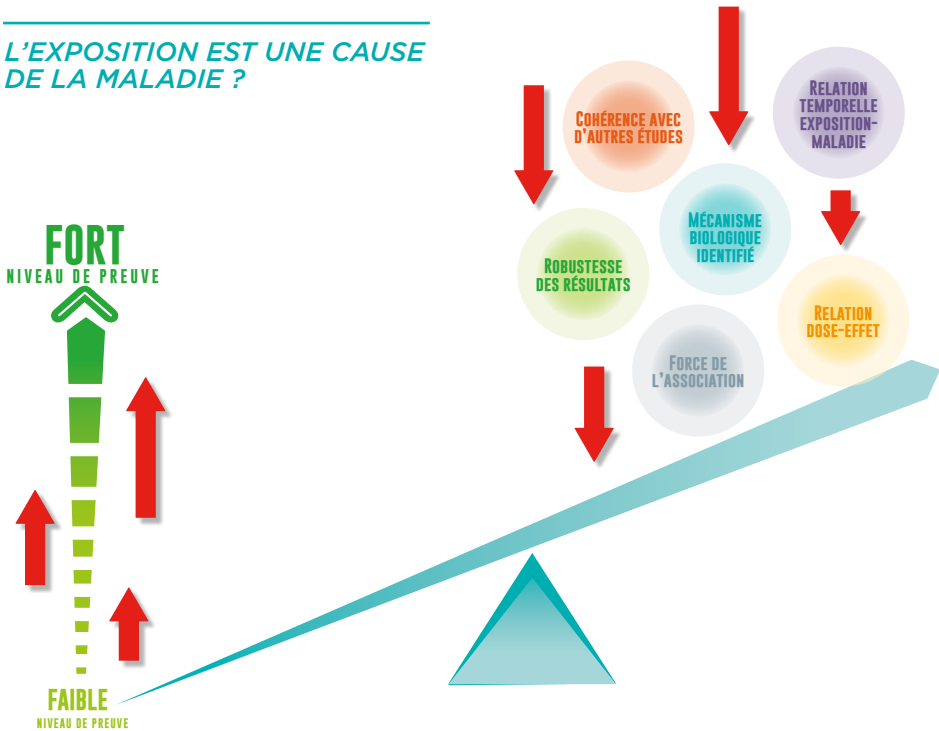 L'EXPOSITION EST UNE CAUSE
DE LA MALADIE ?
COHÉRENCE AVEC
D'AUTRES ÉTUDES
RELATION
TEMPORELLE
EXPOSITION-
MALADIE
MÉCANISME
BIOLOGIQUE
IDENTIFIÉ
ROBUSTESSE
DES RÉSULTATS
RELATION
DOSE-EFFET
FORCE DE
L'ASSOCIATION
FORT
NIVEAU DE PREUVE
FAIBLE
NIVEAU DE PREUVE